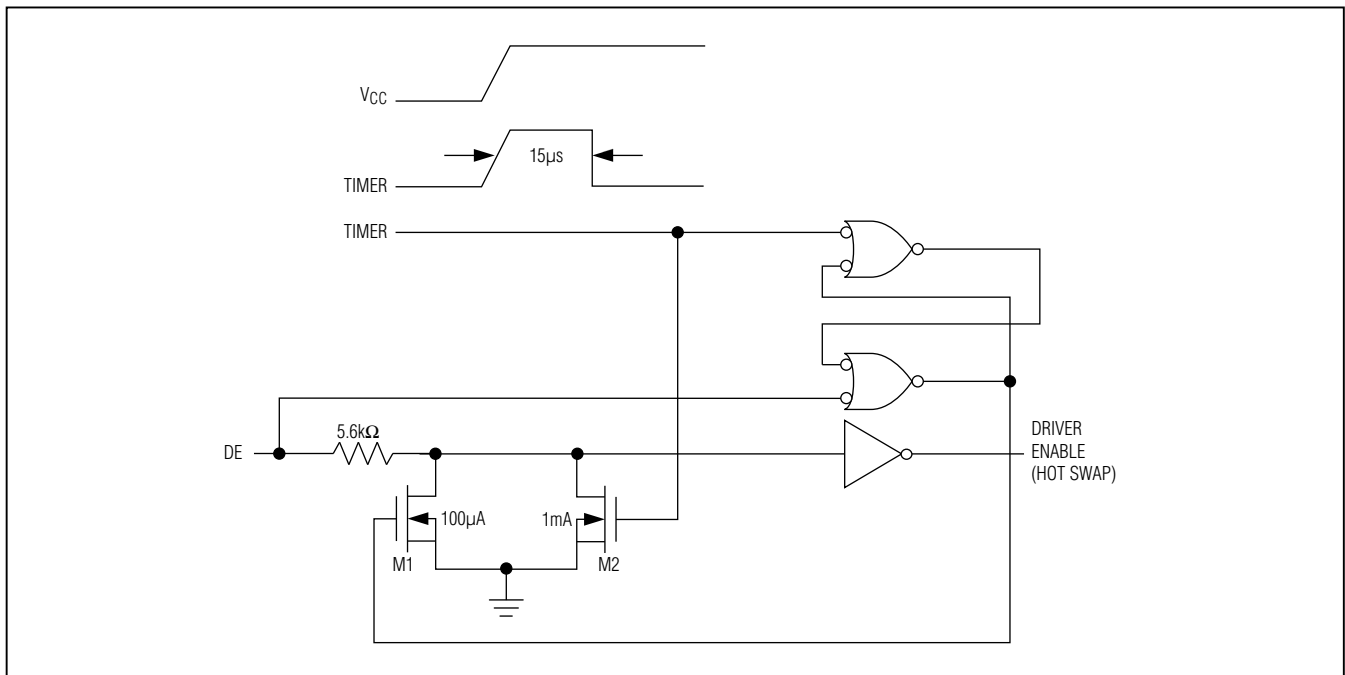 VCC
15µs
TIMER
TIMER
5.6kΩ
DE
DRIVER
ENABLE
(HOT SWAP)
100µA
1mA
M1
M2